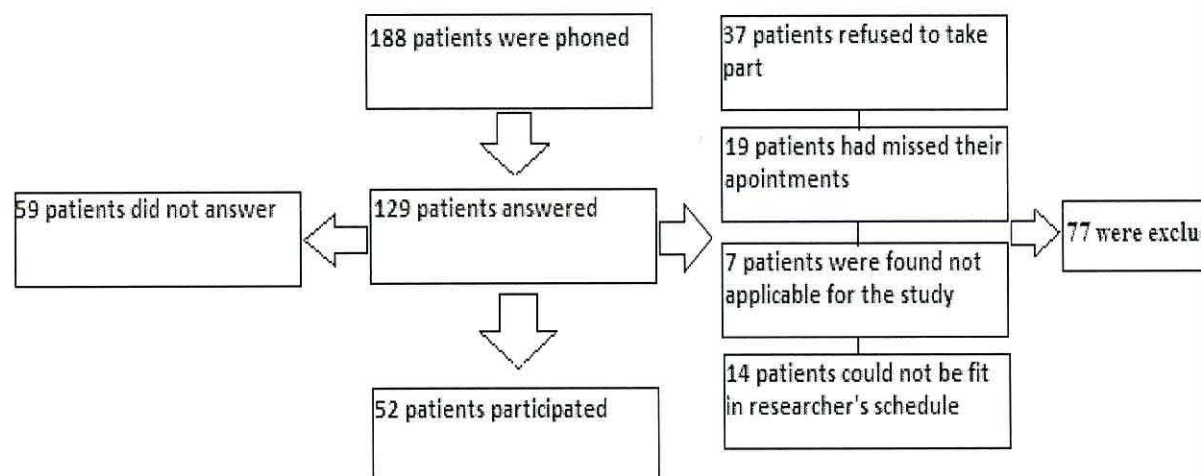 188 patients were phoned
37 patients refused to take
part
19 patients had missed their
apointments
59 patients did not answer
129 patients answered
77 were exclu
7 patients were found not
applicable for the study
14 patients could not be fit
in researcher's schedule
52 patients participated